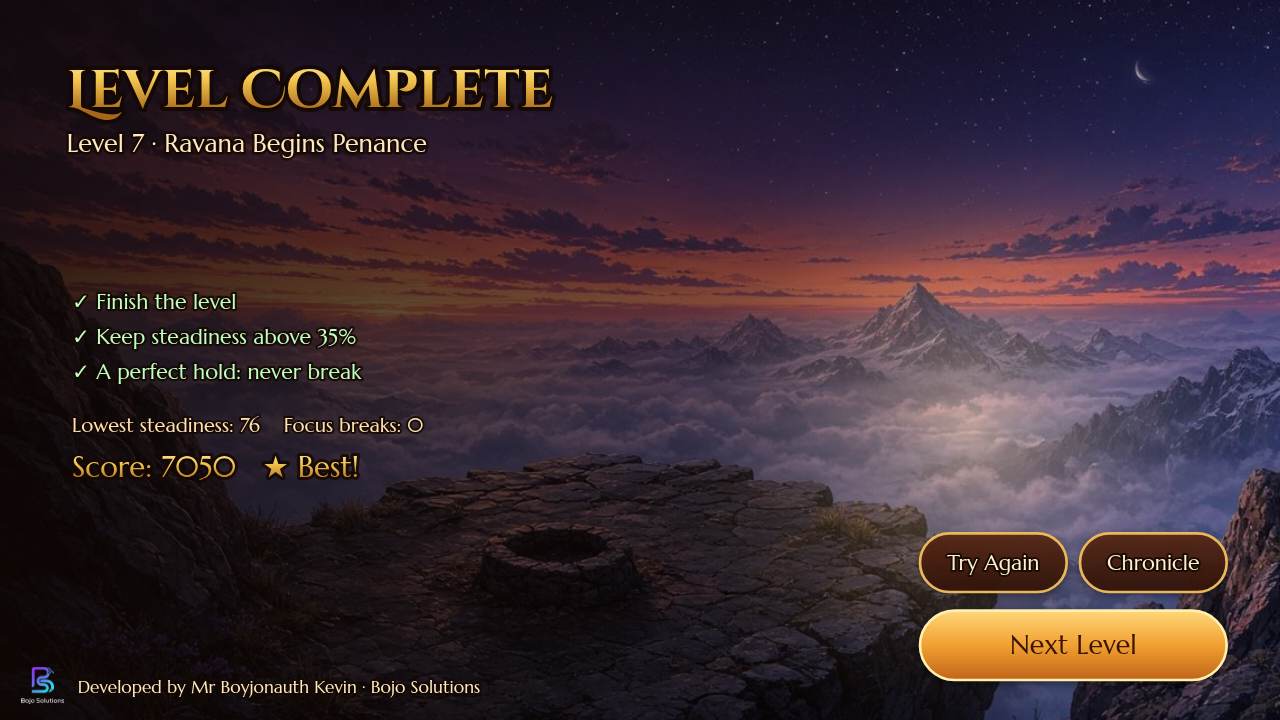 LEVEL COMPLETE
Level 7 · Ravana Begins Penance
✓ Finish the level
✓ Keep steadiness above 35%
✓ A perfect hold: never break
Lowest steadiness: 76 Focus breaks: 0
Score: 7050 ★ Best!
Try Again
Chronicle
Next Level
Bojo Solutions
Developed by Mr Boyjonauth Kevin · Bojo Solutions